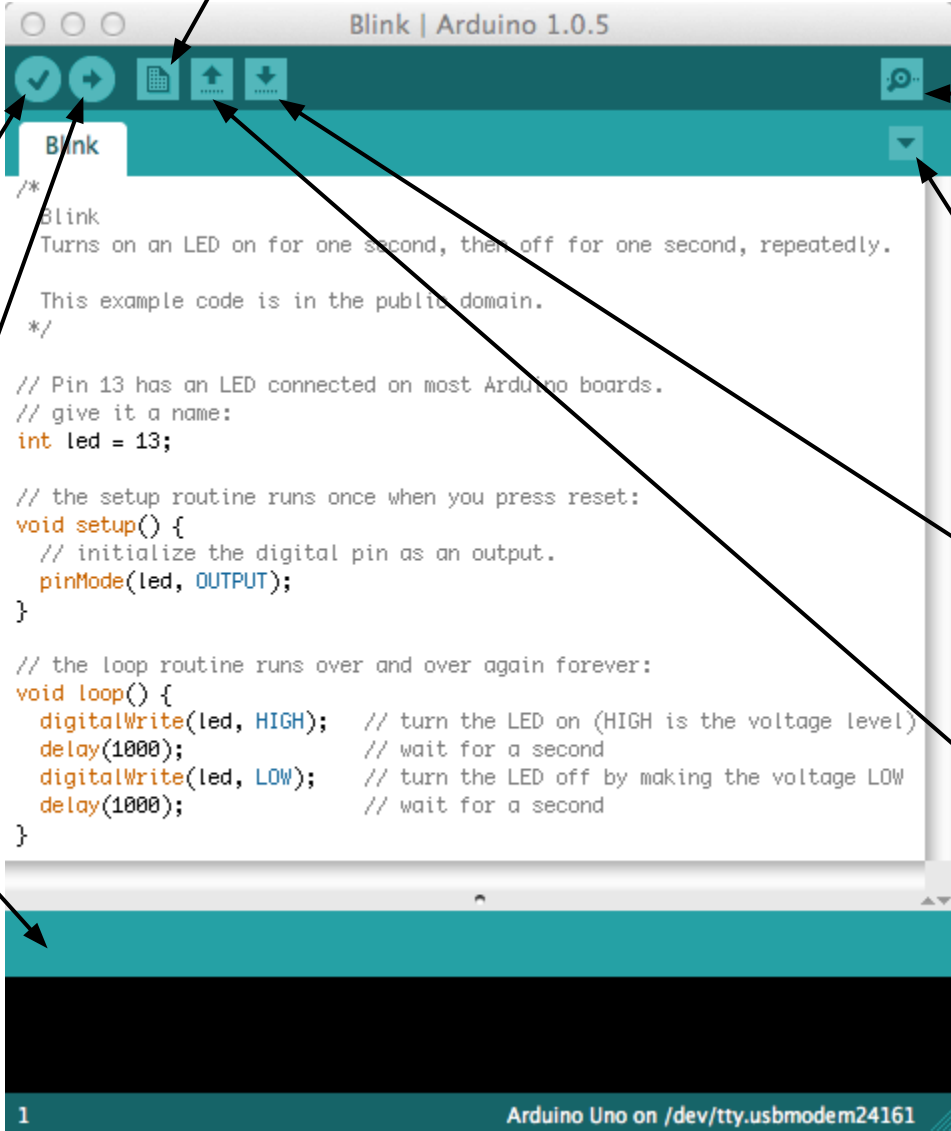 Blink | Arduino 1.0.5
Blink
/*
  Blink
  Turns on an LED on for one second, then off for one second, repeatedly.

  This example code is in the public domain.
 */

// Pin 13 has an LED connected on most Arduino boards.
// give it a name:
int led = 13;

// the setup routine runs once when you press reset:
void setup() {
  // initialize the digital pin as an output.
  pinMode(led, OUTPUT);
}

// the loop routine runs over and over again forever:
void loop() {
  digitalWrite(led, HIGH);   // turn the LED on (HIGH is the voltage level)
  delay(1000);               // wait for a second
  digitalWrite(led, LOW);    // turn the LED off by making the voltage LOW
  delay(1000);               // wait for a second
}
1 Arduino Uno on /dev/tty.usbmodem24161